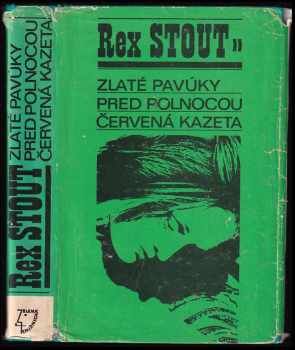 Rex STOUT»
ZLATÉ PAVÚKY
PRED POLNOCOU
ČERVENÁ KAZETA
Rex STOUT
ZLATÉ PAVÚKY
PRED POLNOCOU
ČERVENÁ KAZETA